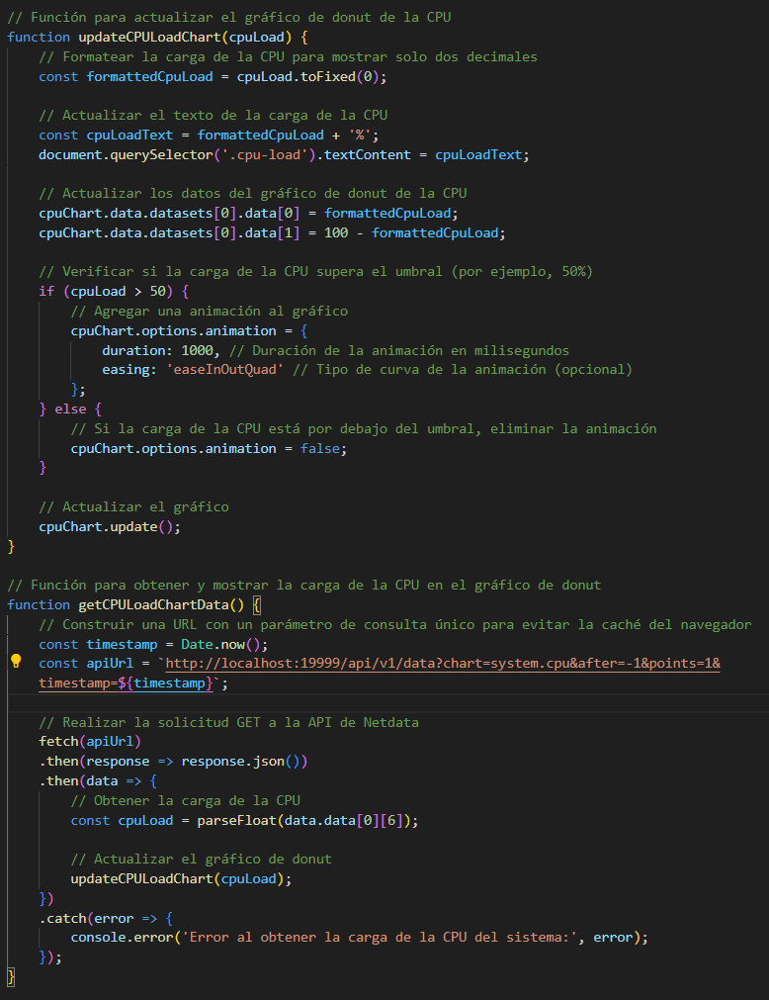 // Función para actualizar el gráfico de donut de la CPU
function updateCPULoadChart(cpuLoad) {
    // Formatear la carga de la CPU para mostrar solo dos decimales
    const formattedCpuLoad = cpuLoad.toFixed(0);

    // Actualizar el texto de la carga de la CPU
    const cpuLoadText = formattedCpuLoad + '%';
    document.querySelector('.cpu-load').textContent = cpuLoadText;

    // Actualizar los datos del gráfico de donut de la CPU
    cpuChart.data.datasets[0].data[0] = formattedCpuLoad;
    cpuChart.data.datasets[0].data[1] = 100 - formattedCpuLoad;

    // Verificar si la carga de la CPU supera el umbral (por ejemplo, 50%)
    if (cpuLoad > 50) {
        // Agregar una animación al gráfico
        cpuChart.options.animation = {
            duration: 1000, // Duración de la animación en milisegundos
            easing: 'easeInOutQuad' // Tipo de curva de la animación (opcional)
        };
    } else {
        // Si la carga de la CPU está por debajo del umbral, eliminar la animación
        cpuChart.options.animation = false;
    }

    // Actualizar el gráfico
    cpuChart.update();
}

// Función para obtener y mostrar la carga de la CPU en el gráfico de donut
function getCPULoadChartData() {
    // Construir una URL con un parámetro de consulta único para evitar la caché del navegador
    const timestamp = Date.now();
    const apiUrl = `http://localhost:19999/api/v1/data?chart=system.cpu&after=-1&points=1&
    timestamp=${timestamp}`;

    // Realizar la solicitud GET a la API de Netdata
    fetch(apiUrl)
    .then(response => response.json())
    .then(data => {
        // Obtener la carga de la CPU
        const cpuLoad = parseFloat(data.data[0][6]);

        // Actualizar el gráfico de donut
        updateCPULoadChart(cpuLoad);
    })
    .catch(error => {
        console.error('Error al obtener la carga de la CPU del sistema:', error);
    });
}